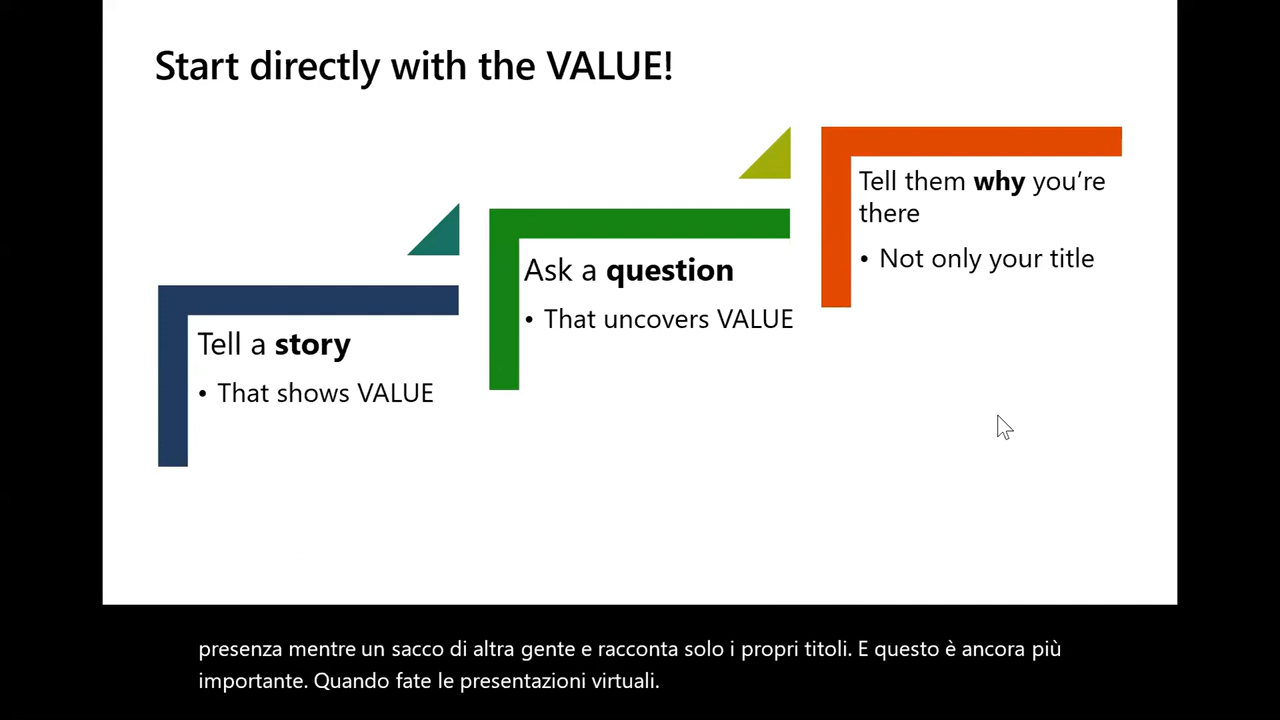 Start directly with the VALUE!
Tell a story
• That shows VALUE
Ask a question
• That uncovers VALUE
Tell them why you're
there
• Not only your title
presenza mentre un sacco di altra gente e racconta solo i propri titoli. E questo è ancora più
importante. Quando fate le presentazioni virtuali.